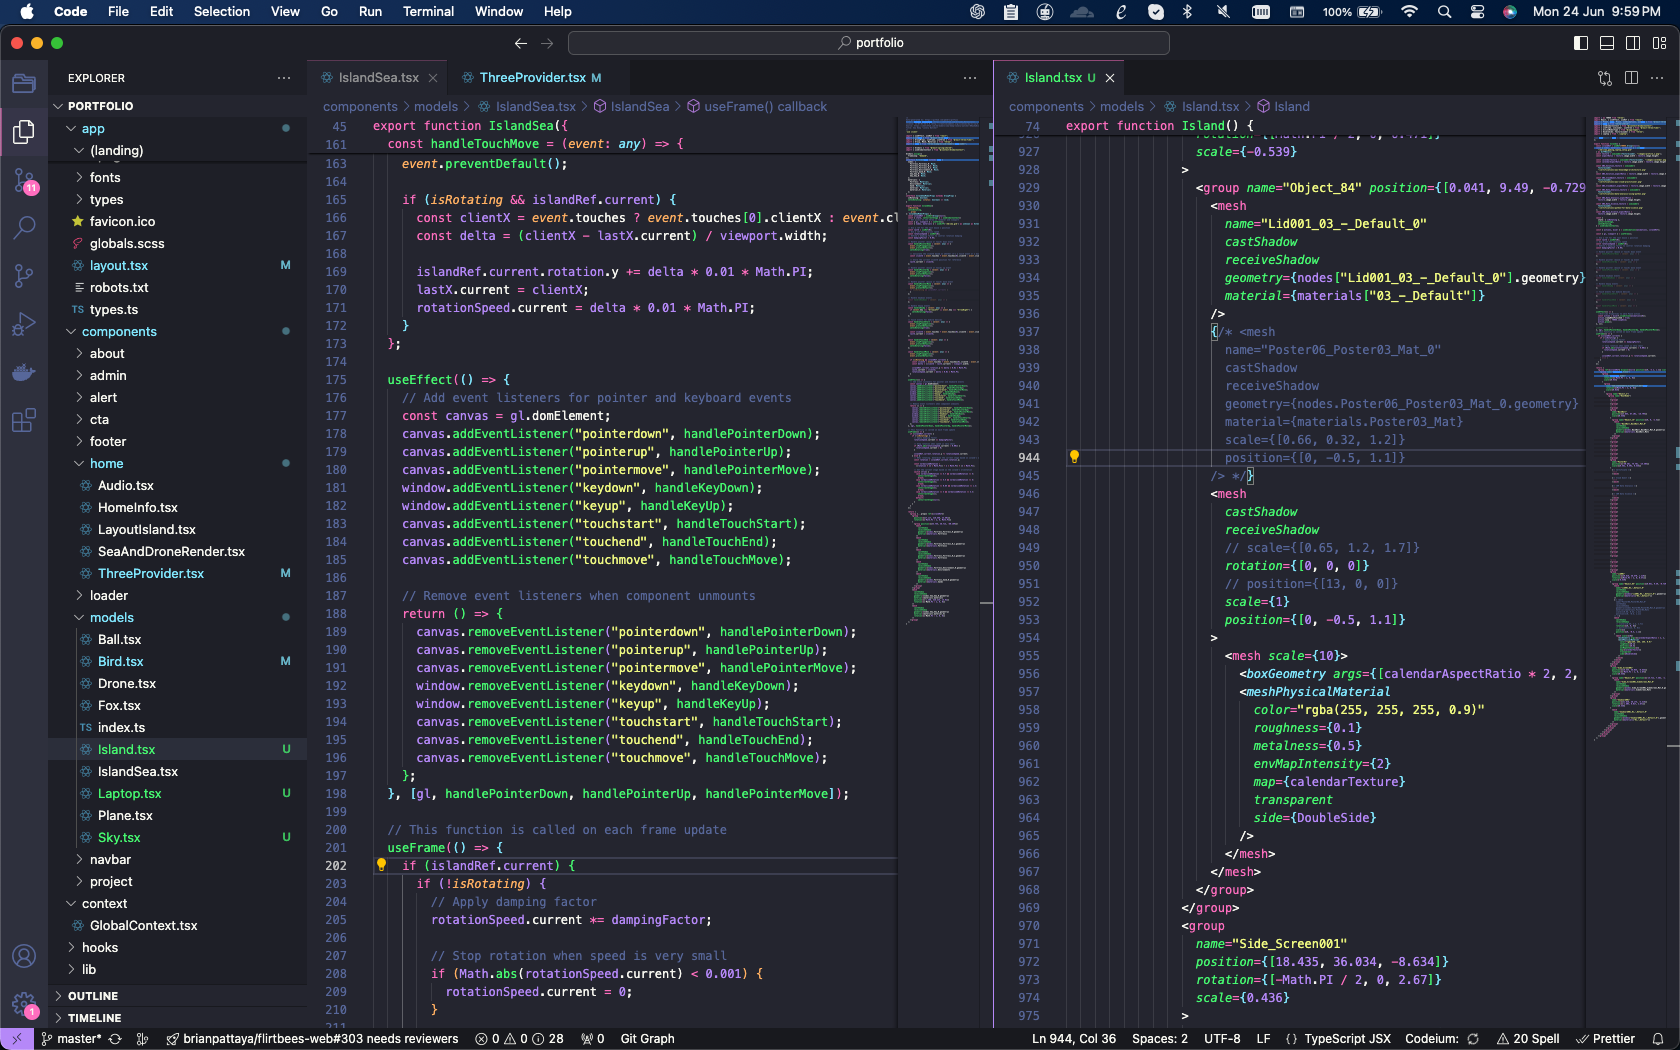 Code File Edit Selection View Go Run Terminal Window Help
100% Mon 24 Jun 9:59 PM
portfolio
EXPLORER
PORTFOLIO
app
(landing)
fonts
types
favicon.ico
globals.scss
layout.tsx M
robots.txt
TS types.ts
components
about
admin
alert
cta
footer
home
Audio.tsx
HomeInfo.tsx
LayoutIsland.tsx
SeaAndDroneRender.tsx
ThreeProvider.tsx M
loader
models
Ball.tsx
Bird.tsx M
Drone.tsx
Fox.tsx
TS index.ts
Island.tsx U
IslandSea.tsx
Laptop.tsx U
Plane.tsx
Sky.tsx U
navbar
project
context
GlobalContext.tsx
hooks
lib
OUTLINE
TIMELINE
11
1
IslandSea.tsx ThreeProvider.tsx M
components > models > IslandSea.tsx > IslandSea > useFrame() callback
45 export function IslandSea({
161 const handleTouchMove = (event: any) => {
163 event.preventDefault();
164
165 if (isRotating && islandRef.current) {
166 const clientX = event.touches ? event.touches[0].clientX : event.cl
167 const delta = (clientX - lastX.current) / viewport.width;
168
169 islandRef.current.rotation.y += delta * 0.01 * Math.PI;
170 lastX.current = clientX;
171 rotationSpeed.current = delta * 0.01 * Math.PI;
172 }
173 };
174
175 useEffect(() => {
176 // Add event listeners for pointer and keyboard events
177 const canvas = gl.domElement;
178 canvas.addEventListener("pointerdown", handlePointerDown);
179 canvas.addEventListener("pointerup", handlePointerUp);
180 canvas.addEventListener("pointermove", handlePointerMove);
181 window.addEventListener("keydown", handleKeyDown);
182 window.addEventListener("keyup", handleKeyUp);
183 canvas.addEventListener("touchstart", handleTouchStart);
184 canvas.addEventListener("touchend", handleTouchEnd);
185 canvas.addEventListener("touchmove", handleTouchMove);
186
187 // Remove event listeners when component unmounts
188 return () => {
189 canvas.removeEventListener("pointerdown", handlePointerDown);
190 canvas.removeEventListener("pointerup", handlePointerUp);
191 canvas.removeEventListener("pointermove", handlePointerMove);
192 window.removeEventListener("keydown", handleKeyDown);
193 window.removeEventListener("keyup", handleKeyUp);
194 canvas.removeEventListener("touchstart", handleTouchStart);
195 canvas.removeEventListener("touchend", handleTouchEnd);
196 canvas.removeEventListener("touchmove", handleTouchMove);
197 };
198 }, [gl, handlePointerDown, handlePointerUp, handlePointerMove]);
199
200 // This function is called on each frame update
201 useFrame(() => {
202 if (islandRef.current) {
203 if (!isRotating) {
204 // Apply damping factor
205 rotationSpeed.current *= dampingFactor;
206
207 // Stop rotation when speed is very small
208 if (Math.abs(rotationSpeed.current) < 0.001) {
209 rotationSpeed.current = 0;
210 }
211
Island.tsx U
components > models > Island.tsx > Island
74 export function Island() {
927 scale={-0.539}
928 >
929 <group name="Object_84" position={[0.041, 9.49, -0.729
930 <mesh
931 name="Lid001_03_-_Default_0"
932 castShadow
933 receiveShadow
934 geometry={nodes["Lid001_03_-_Default_0"].geometry}
935 material={materials["03_-_Default"]}
936 />
937 {/* <mesh
938 name="Poster06_Poster03_Mat_0"
939 castShadow
940 receiveShadow
941 geometry={nodes.Poster06_Poster03_Mat_0.geometry}
942 material={materials.Poster03_Mat}
943 scale={[0.66, 0.32, 1.2]}
944 position={[0, -0.5, 1.1]}
945 /> */}
946 <mesh
947 castShadow
948 receiveShadow
949 // scale={[0.65, 1.2, 1.7]}
950 rotation={[0, 0, 0]}
951 // position={[13, 0, 0]}
952 scale={1}
953 position={[0, -0.5, 1.1]}
954 >
955 <mesh scale={10}>
956 <boxGeometry args={[calendarAspectRatio * 2, 2,
957 <meshPhysicalMaterial
958 color="rgba(255, 255, 255, 0.9)"
959 roughness={0.1}
960 metalness={0.5}
961 envMapIntensity={2}
962 map={calendarTexture}
963 transparent
964 side={DoubleSide}
965 />
966 </mesh>
967 </mesh>
968 </group>
969 </group>
970 <group
971 name="Side_Screen001"
972 position={[18.435, 36.034, -8.634]}
973 rotation={[-Math.PI / 2, 0, 2.67]}
974 scale={0.436}
975 >
master* brianpattaya/flirtbees-web#303 needs reviewers 0 0 28 0 Git Graph
Ln 944, Col 36 Spaces: 2 UTF-8 LF {} TypeScript JSX Codeium: 20 Spell Prettier